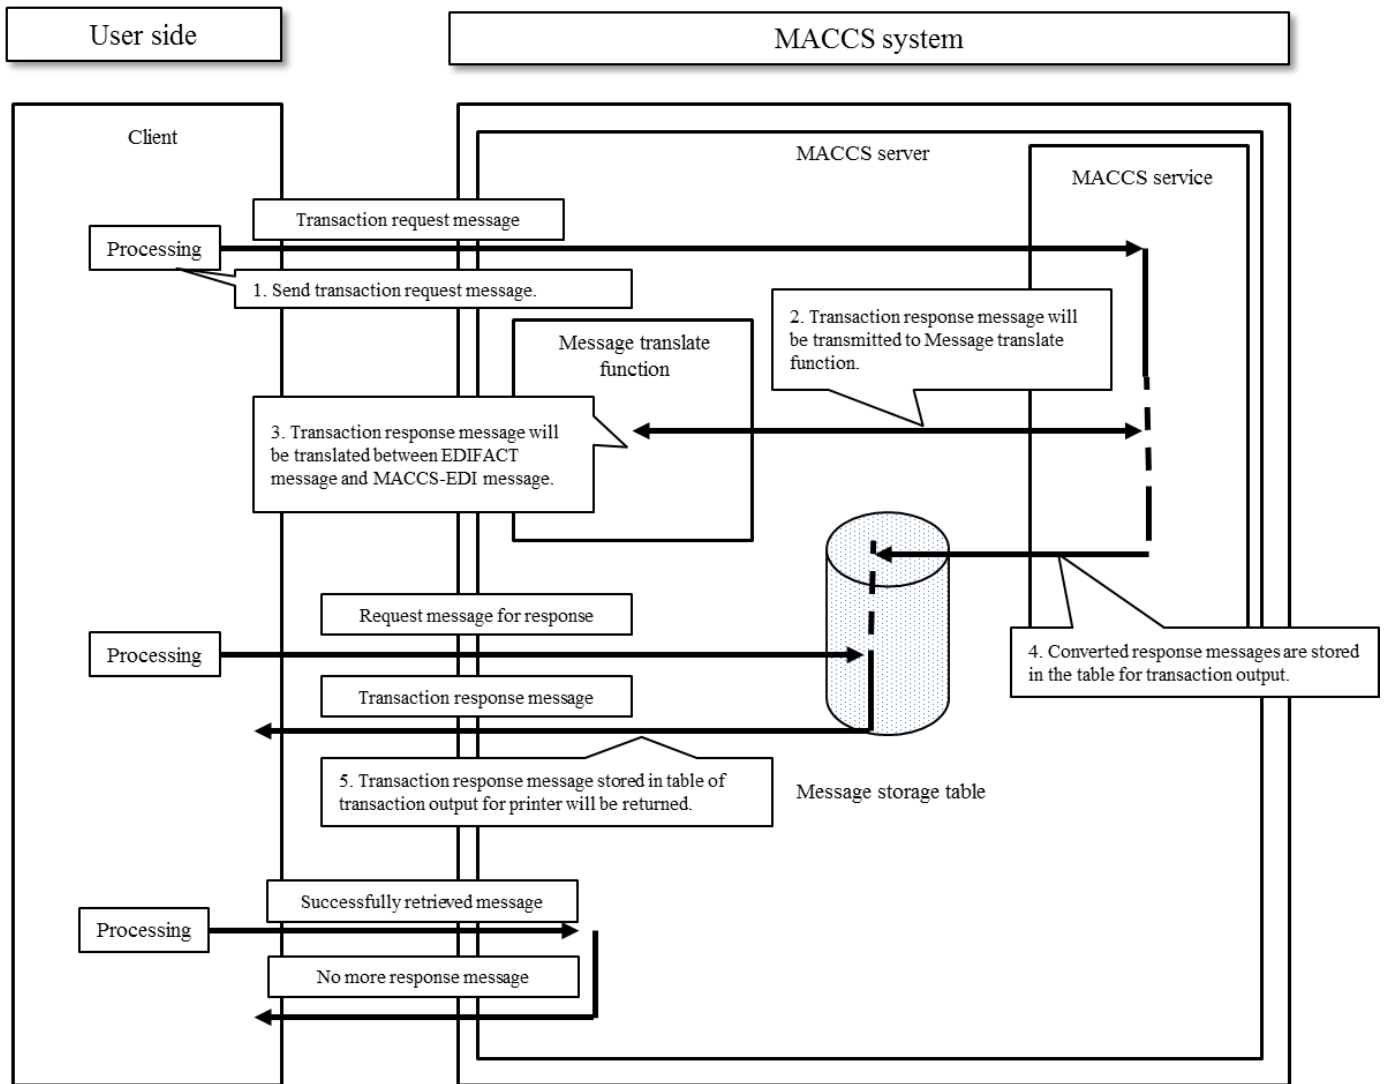 User side
MACCS system
Client
MACCS server
MACCS service
Transaction request message
Processing
1. Send transaction request message.
2. Transaction response message will
be transmitted to Message translate
function.
Message translate
function
3. Transaction response message will
be translated between EDIFACT
message and MACCS-EDI message.
Request message for response
Processing
4. Converted response messages are stored
in the table for transaction output.
Transaction response message
5. Transaction response message stored in table of
transaction output for printer will be returned.
Message storage table
Successfully retrieved message
Processing
No more response message